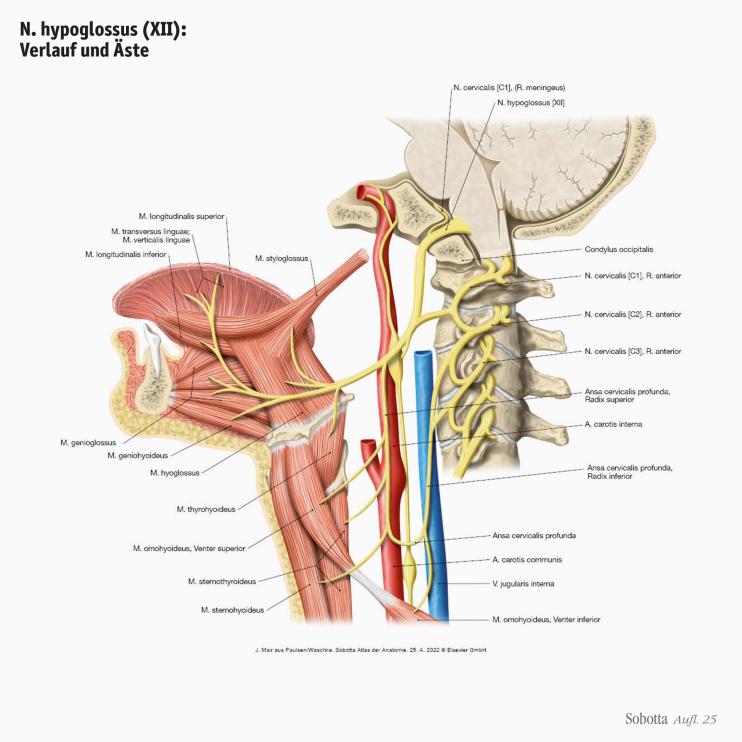 N. hypoglossus (XII):
Verlauf und Äste
N. cervicalis [C1], (R. meningeus)
N. hypoglossus [XII]
M. longitudinalis superior
M. transversus linguae;
M. verticalis linguae
M. longitudinalis inferior
M. styloglossus
Condylus occipitalis
N. cervicalis [C1], R. anterior
N. cervicalis [C2], R. anterior
N. cervicalis [C3], R. anterior
Ansa cervicalis profunda,
Radix superior
A. carotis interna
M. genioglossus
M. geniohyoideus
M. hyoglossus
Ansa cervicalis profunda,
Radix inferior
M. thyrohyoideus
Ansa cervicalis profunda
M. omohyoideus, Venter superior
A. carotis communis
M. sternothyroideus
V. jugularis interna
M. sternohyoideus
M. omohyoideus, Venter inferior
J. Mair aus Paulsen/Waschke. Sobotta Atlas der Anatomie. 25. A. 2022 © Elsevier GmbH
Sobotta Aufl. 25